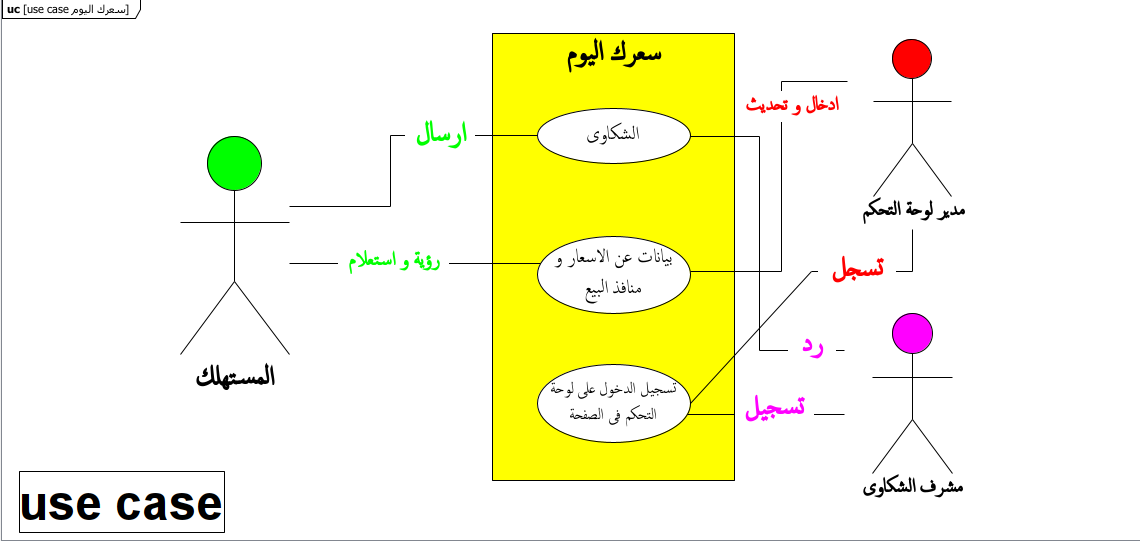 uc [use case سعرك اليوم]
سعرك اليوم
ادخال و تحديث
الشكاوى
ارسال
مدير لوحة التحكم
بيانات عن الاسعار و
منافذ البيع
رؤية و استعلام
تسجل
رد
المستهلك
تسجيل الدخول على لوحة
التحكم فى الصفحة
تسجيل
مشرف الشكاوى
use case